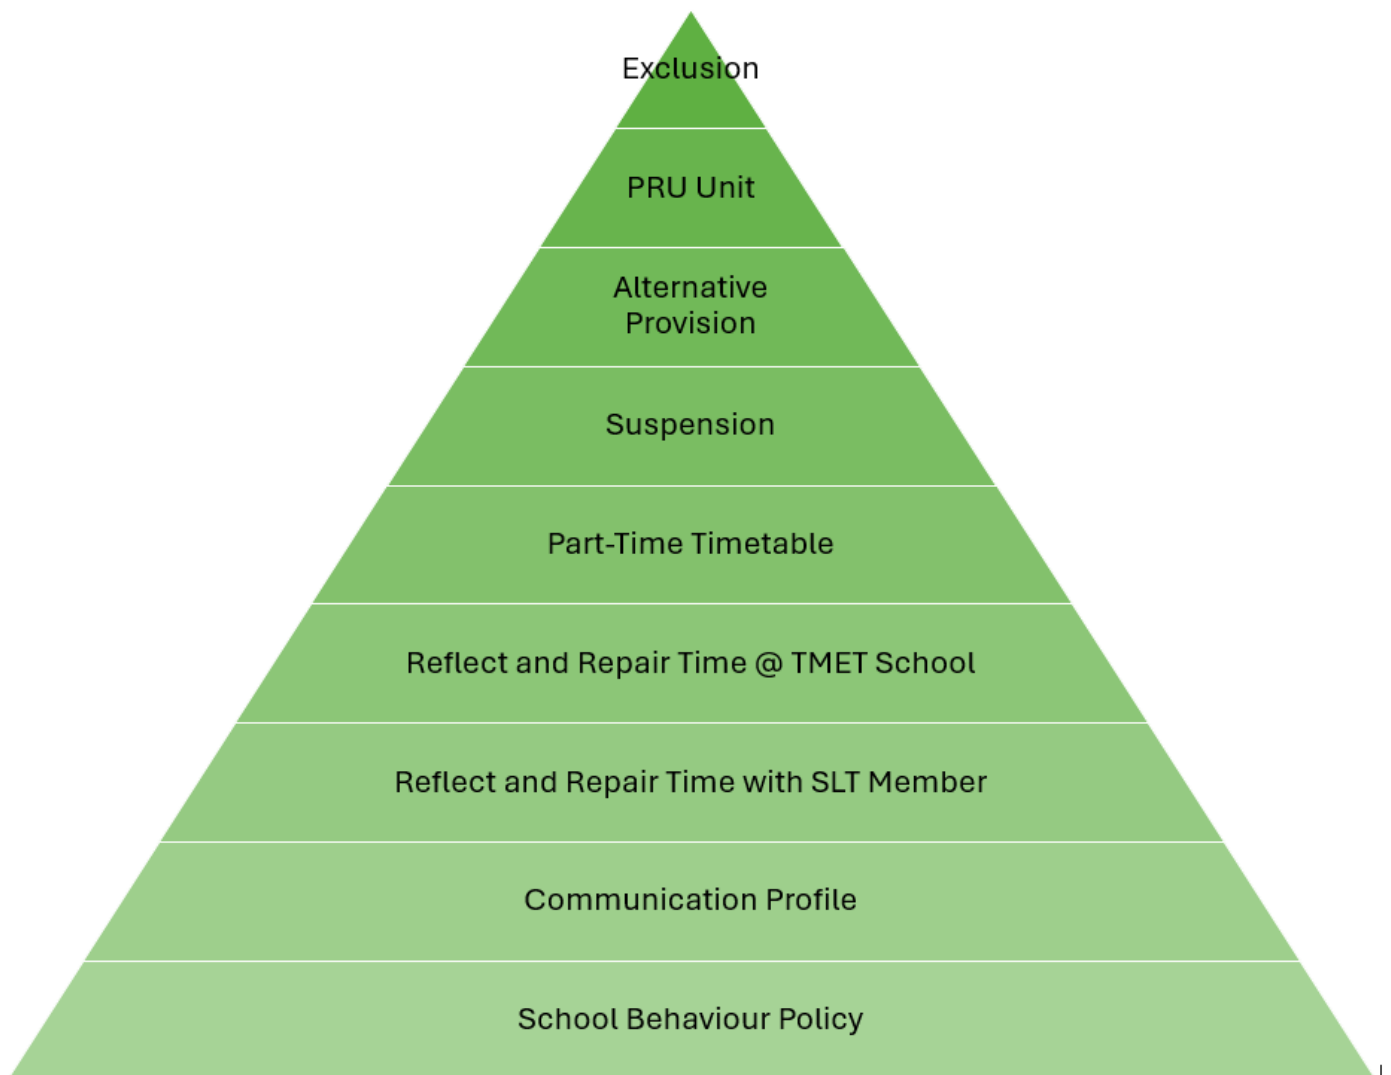 Exclusion
PRU Unit
Alternative
Provision
Suspension
Part-Time Timetable
Reflect and Repair Time @ TMET School
Reflect and Repair Time with SLT Member
Communication Profile
School Behaviour Policy